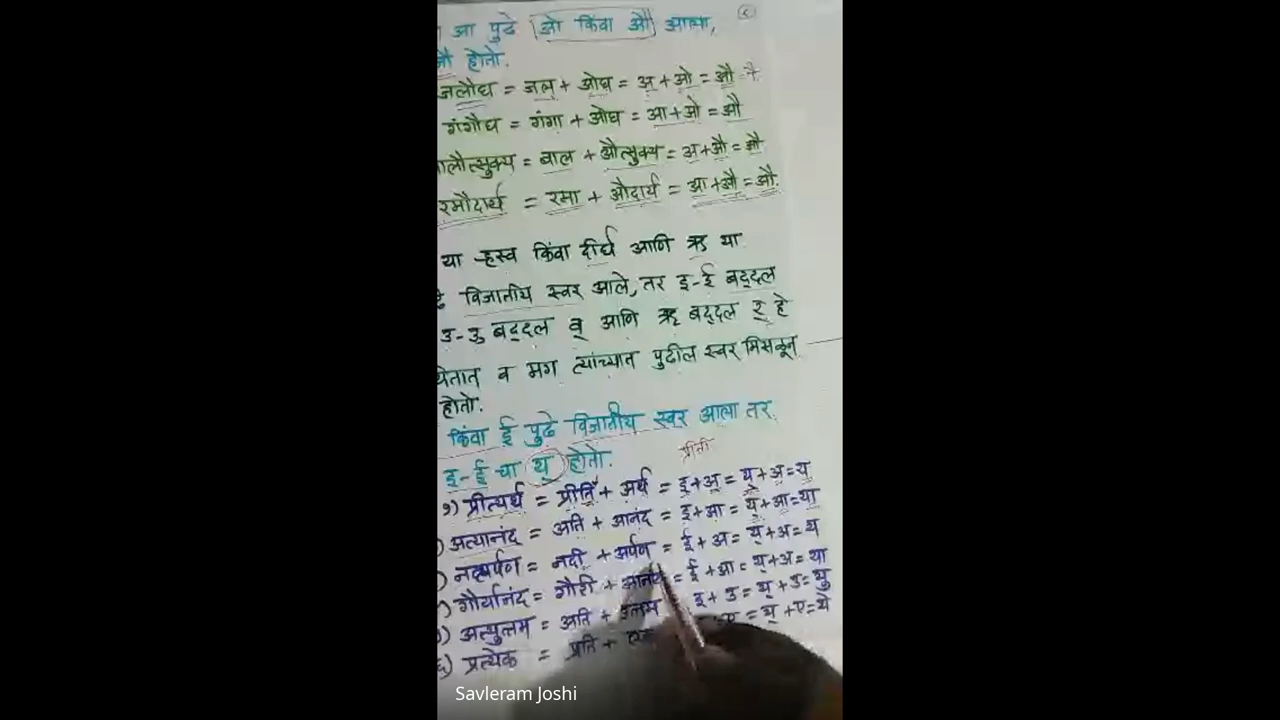 आ पुढे ओ किंवा औ आला,
औ होतो.
जलौघ = जल + ओघ = अ + ओ = औ
गंगौघ = गंगा + ओघ = आ + ओ = औ
लौत्सुक्य = बाल + औत्सुक्य = अ + औ = औ
रमौदार्य = रमा + औदार्य = आ + औ = औ.
या ऱ्हस्व किंवा दीर्घ आणि ऋ या
विजातीय स्वर आले, तर इ-ई बद्दल
उ-उ बद्दल व् आणि ऋ बद्दल र् हे
येतात व मग त्यांच्यात पुढील स्वर मिसळून
होतो.
किंवा ई पुढे विजातीय स्वर आला तर
प्रीती
इ-ई चा य् होतो.
१) प्रीत्यर्थ = प्रीति + अर्थ = इ + अ = य् + अ = य
) अत्यानंद = अति + आनंद = इ + आ = य् + आ = या
) नद्यर्पण = नदी + अर्पण = ई + अ = य् + अ = य
) गौर्यानंद = गौरी + = ई + आ = य् + अ = या
) अत्युत्तम = अति + उत्तम इ + उ = य् + उ = यु
६) प्रत्येक = प्रति + ए = य् + ए = ये
Savleram Joshi